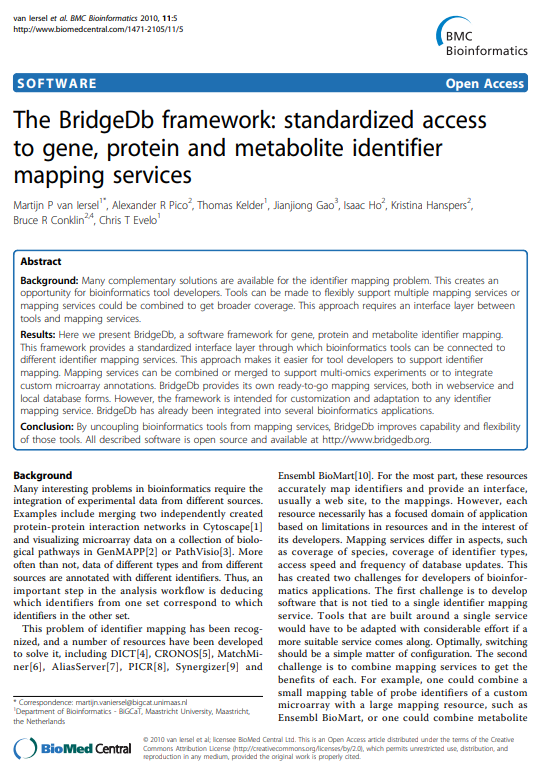 van Iersel et al. BMC Bioinformatics 2010, 11:5
http://www.biomedcentral.com/1471-2105/11/5
BMC
Bioinformatics
SOFTWARE
Open Access
The BridgeDb framework: standardized access
to gene, protein and metabolite identifier
mapping services
Martijn P van Iersel1*, Alexander R Pico2, Thomas Kelder1, Jianjiong Gao3, Isaac Ho2, Kristina Hanspers2,
Bruce R Conklin2,4, Chris T Evelo1
Abstract
Background: Many complementary solutions are available for the identifier mapping problem. This creates an
opportunity for bioinformatics tool developers. Tools can be made to flexibly support multiple mapping services or
mapping services could be combined to get broader coverage. This approach requires an interface layer between
tools and mapping services.
Results: Here we present BridgeDb, a software framework for gene, protein and metabolite identifier mapping.
This framework provides a standardized interface layer through which bioinformatics tools can be connected to
different identifier mapping services. This approach makes it easier for tool developers to support identifier
mapping. Mapping services can be combined or merged to support multi-omics experiments or to integrate
custom microarray annotations. BridgeDb provides its own ready-to-go mapping services, both in webservice and
local database forms. However, the framework is intended for customization and adaptation to any identifier
mapping service. BridgeDb has already been integrated into several bioinformatics applications.
Conclusion: By uncoupling bioinformatics tools from mapping services, BridgeDb improves capability and flexibility
of those tools. All described software is open source and available at http://www.bridgedb.org.
Background
Many interesting problems in bioinformatics require the
integration of experimental data from different sources.
Examples include merging two independently created
protein-protein interaction networks in Cytoscape[1]
and visualizing microarray data on a collection of biolo-
gical pathways in GenMAPP[2] or PathVisio[3]. More
often than not, data of different types and from different
sources are annotated with different identifiers. Thus, an
important step in the analysis workflow is deducing
which identifiers from one set correspond to which
identifiers in the other set.
This problem of identifier mapping has been recog-
nized, and a number of resources have been developed
to solve it, including DICT[4], CRONOS[5], MatchMi-
ner[6], AliasServer[7], PICR[8], Synergizer[9] and
* Correspondence: martijn.vaniersel@bigcat.unimaas.nl
1Department of Bioinformatics - BiGCaT, Maastricht University, Maastricht,
the Netherlands
Ensembl BioMart[10]. For the most part, these resources
accurately map identifiers and provide an interface,
usually a web site, to the mappings. However, each
resource necessarily has a focused domain of application
based on limitations in resources and in the interest of
its developers. Mapping services differ in aspects, such
as coverage of species, coverage of identifier types,
access speed and frequency of database updates. This
has created two challenges for developers of bioinfor-
matics applications. The first challenge is to develop
software that is not tied to a single identifier mapping
service. Tools that are built around a single service
would have to be adapted with considerable effort if a
more suitable service comes along. Optimally, switching
should be a simple matter of configuration. The second
challenge is to combine mapping services to get the
benefits of each. For example, one could combine a
small mapping table of probe identifiers of a custom
microarray with a large mapping resource, such as
Ensembl BioMart, or one could combine metabolite
BioMed Central
© 2010 van Iersel et al; licensee BioMed Central Ltd. This is an Open Access article distributed under the terms of the Creative
Commons Attribution License (http://creativecommons.org/licenses/by/2.0), which permits unrestricted use, distribution, and
reproduction in any medium, provided the original work is properly cited.